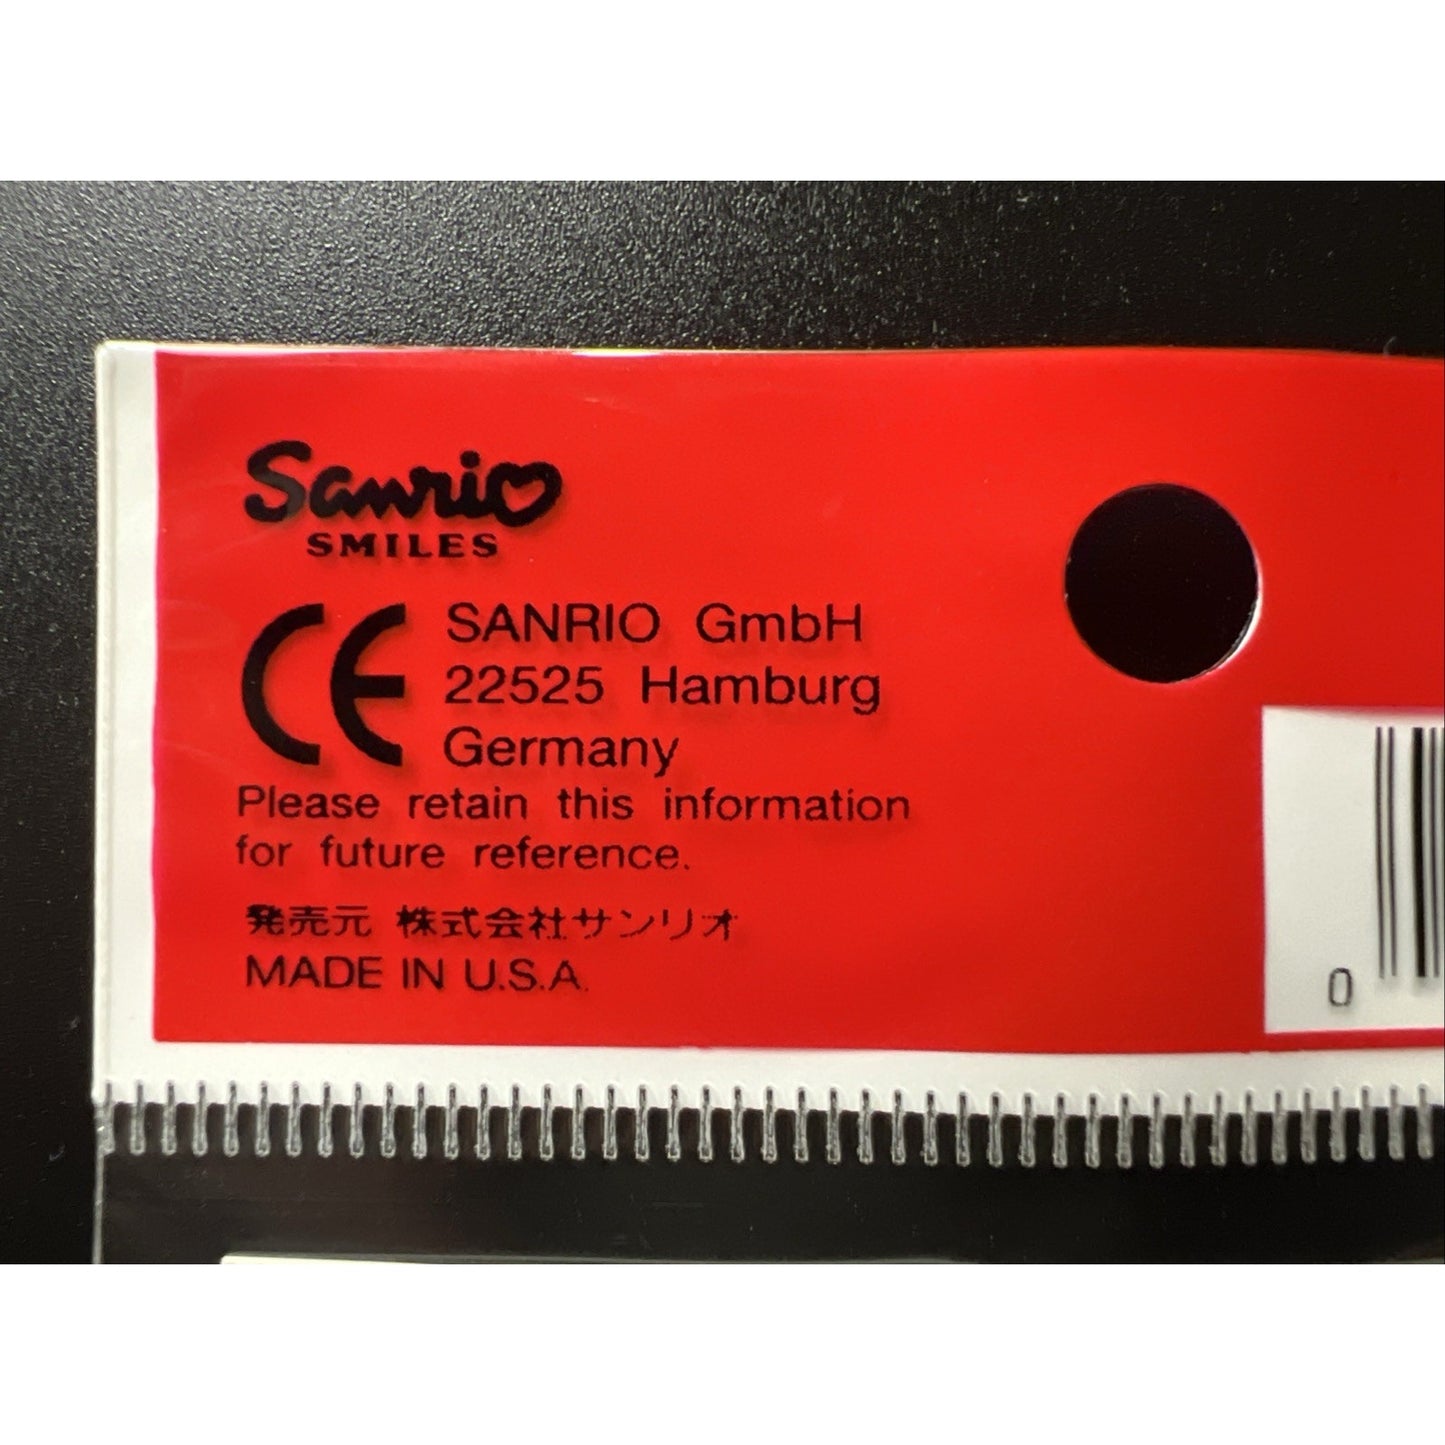 Sanrio
SMILES
CE
SANRIO GmbH
22525 Hamburg
Germany
Please retain this information
for future reference.
発売元 株式会社サンリオ
MADE IN U.S.A.
0